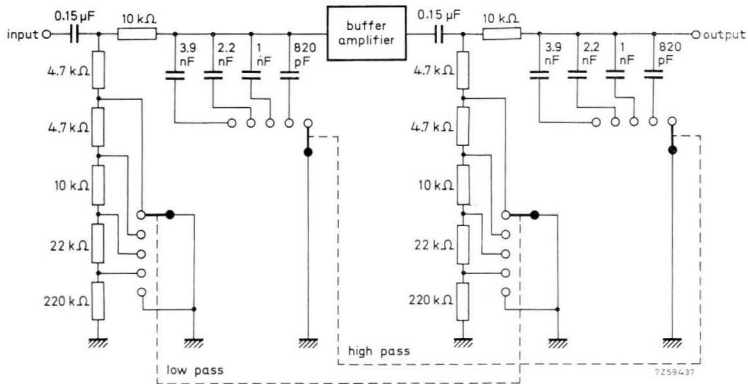 input
0.15 µF
10 kΩ
3.9 nF
2.2 nF
1 nF
820 pF
buffer amplifier
0.15 µF
10 kΩ
3.9 nF
2.2 nF
1 nF
820 pF
output
4.7 kΩ
4.7 kΩ
10 kΩ
22 kΩ
220 kΩ
4.7 kΩ
4.7 kΩ
10 kΩ
22 kΩ
220 kΩ
high pass
low pass
7Z59437